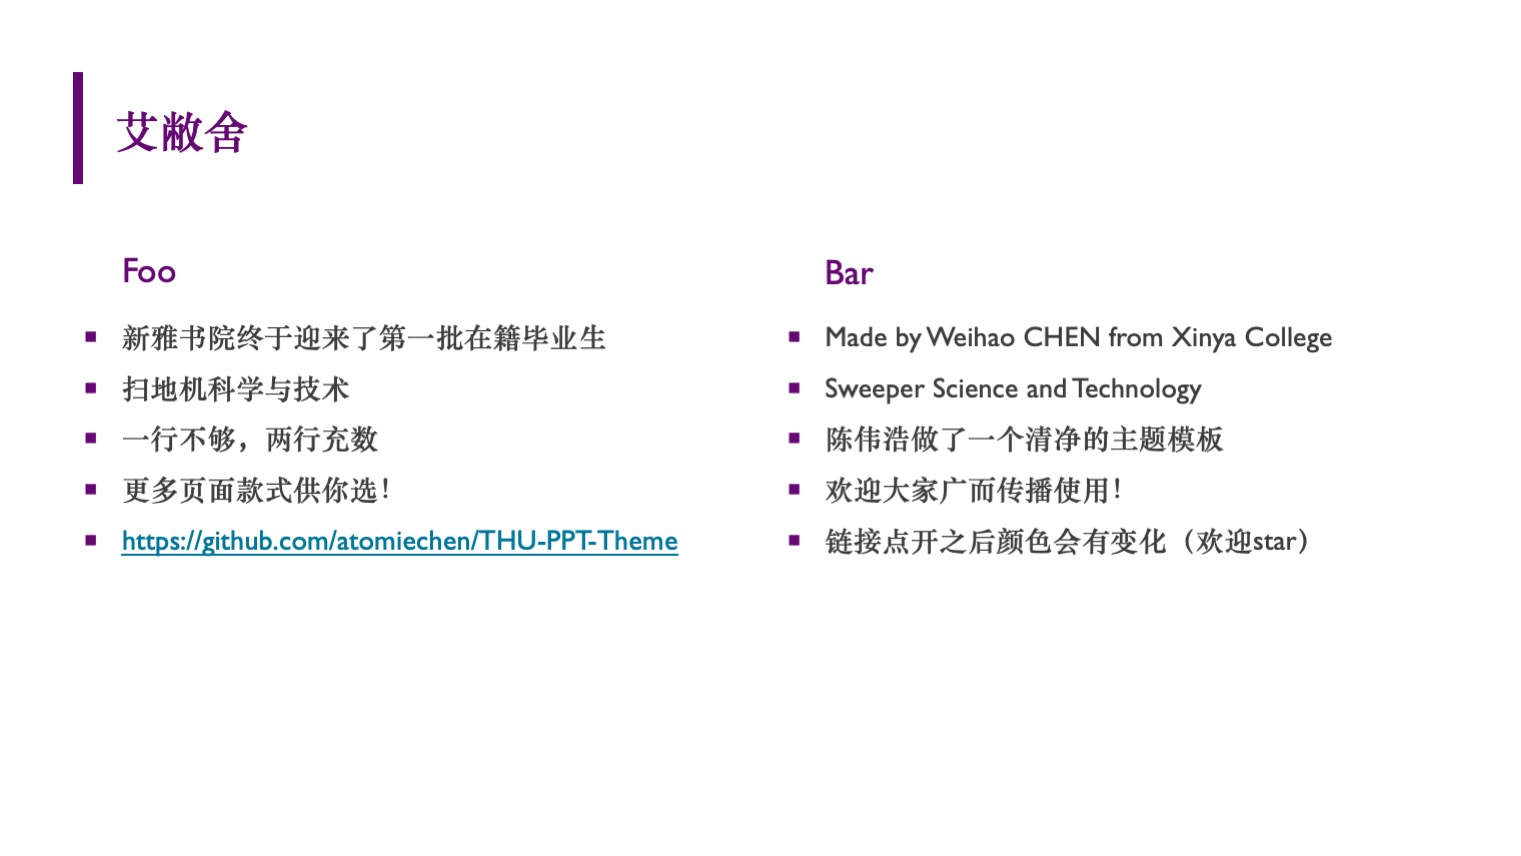 艾敝舍
Foo
新雅书院终于迎来了第一批在籍毕业生
扫地机科学与技术
一行不够，两行充数
更多页面款式供你选！
https://github.com/atomiechen/THU-PPT-Theme
Bar
Made by Weihao CHEN from Xinya College
Sweeper Science and Technology
陈伟浩做了一个清净的主题模板
欢迎大家广而传播使用！
链接点开之后颜色会有变化（欢迎star）